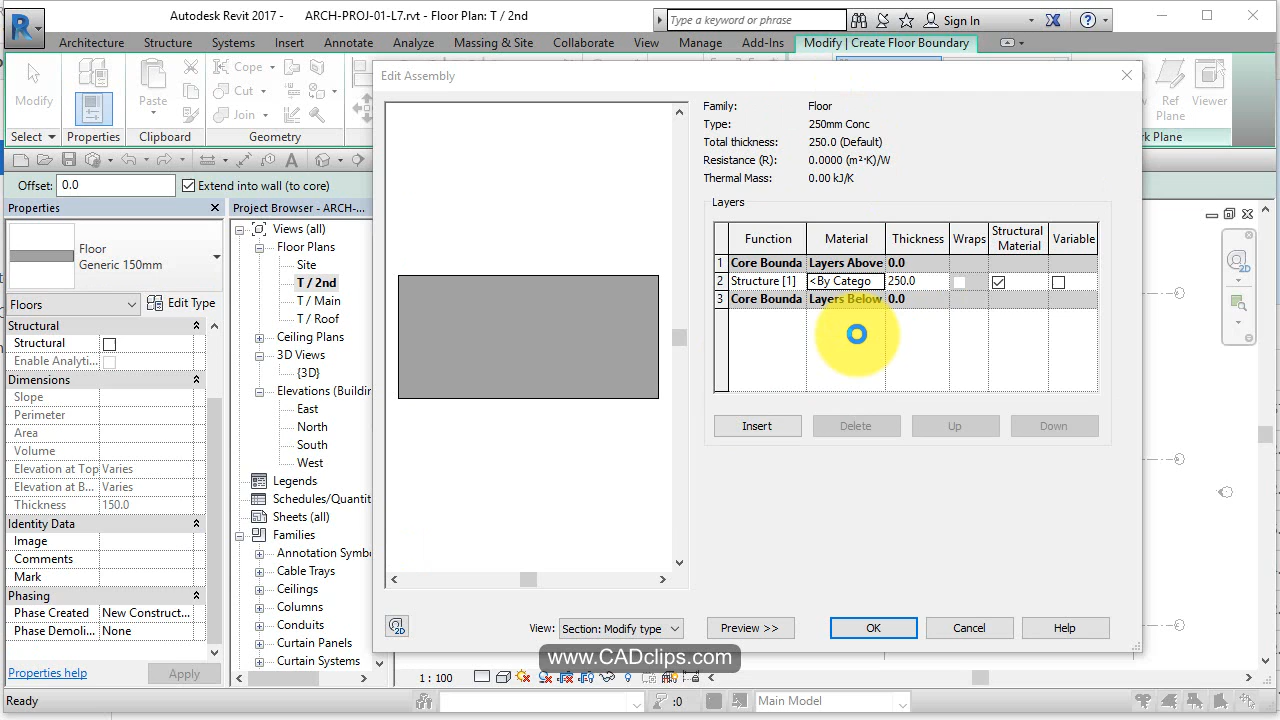 Autodesk Revit 2017 - ARCH-PROJ-01-L7.rvt - Floor Plan: T / 2nd
Type a keyword or phrase
Sign In
Architecture Structure Systems Insert Annotate Analyze Massing & Site Collaborate View Manage Add-Ins Modify | Create Floor Boundary
Modify
Paste
Cope
Cut
Join
Ref
Plane
Viewer
Select Properties Clipboard Geometry
k Plane
Offset: 0.0 Extend into wall (to core)
Properties
Floor
Generic 150mm
Floors Edit Type
Structural
Structural
Enable Analyti...
Dimensions
Slope
Perimeter
Area
Volume
Elevation at Top Varies
Elevation at B... Varies
Thickness 150.0
Identity Data
Image
Comments
Mark
Phasing
Phase Created New Construct...
Phase Demoli... None
Properties help Apply
Project Browser - ARCH-...
Views (all)
Floor Plans
Site
T / 2nd
T / Main
T / Roof
Ceiling Plans
3D Views
{3D}
Elevations (Buildin
East
North
South
West
Legends
Schedules/Quantit
Sheets (all)
Families
Annotation Symbo
Cable Trays
Ceilings
Columns
Conduits
Curtain Panels
Curtain Systems
Edit Assembly
Family: Floor
Type: 250mm Conc
Total thickness: 250.0 (Default)
Resistance (R): 0.0000 (m²·K)/W
Thermal Mass: 0.00 kJ/K
Layers
Function Material Thickness Wraps Structural Material Variable
1 Core Bounda Layers Above 0.0
2 Structure [1] <By Catego 250.0
3 Core Bounda Layers Below 0.0
Insert Delete Up Down
View: Section: Modify type Preview >> OK Cancel Help
www.CADclips.com
1 : 100
Ready
:0
Main Model